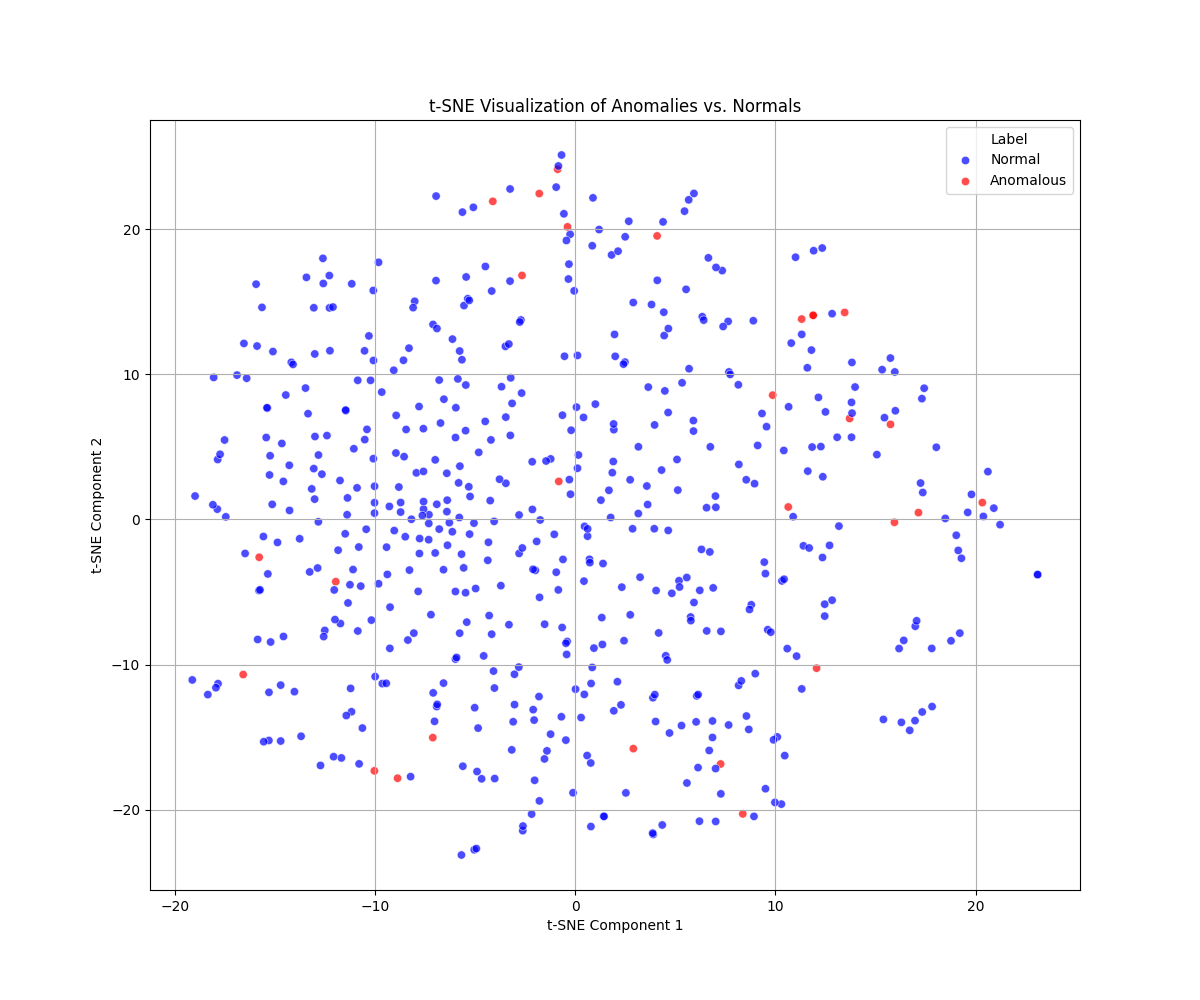 t-SNE Visualization of Anomalies vs. Normals
Label
Normal
Anomalous
20
10
0
−10
−20
t-SNE Component 2
−20
−10
0
10
20
t-SNE Component 1